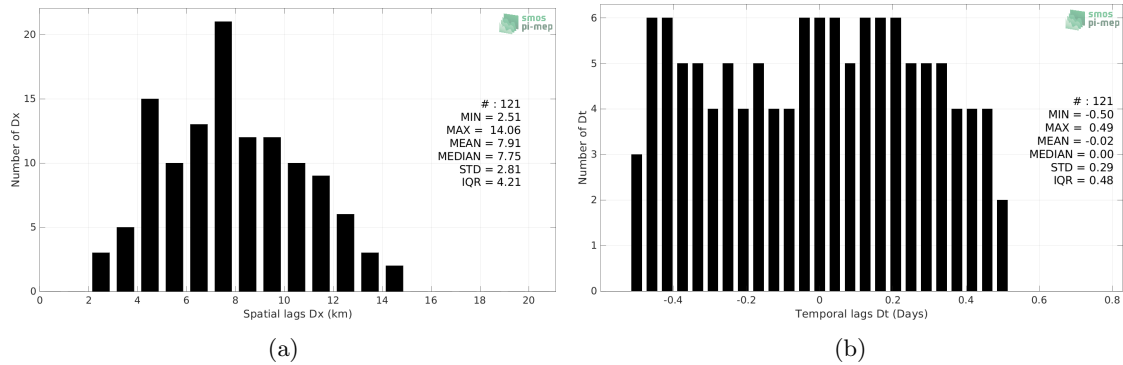 smos
pi-mep
Number of Dx
20
15
10
5
0
# : 121
MIN = 2.51
MAX = 14.06
MEAN = 7.91
MEDIAN = 7.75
STD = 2.81
IQR = 4.21
0 2 4 6 8 10 12 14 16 18 20
Spatial lags Dx (km)
(a)
smos
pi-mep
Number of Dt
6
5
4
3
2
1
0
# : 121
MIN = -0.50
MAX = 0.49
MEAN = -0.02
MEDIAN = 0.00
STD = 0.29
IQR = 0.48
-0.4 -0.2 0 0.2 0.4 0.6 0.8
Temporal lags Dt (Days)
(b)